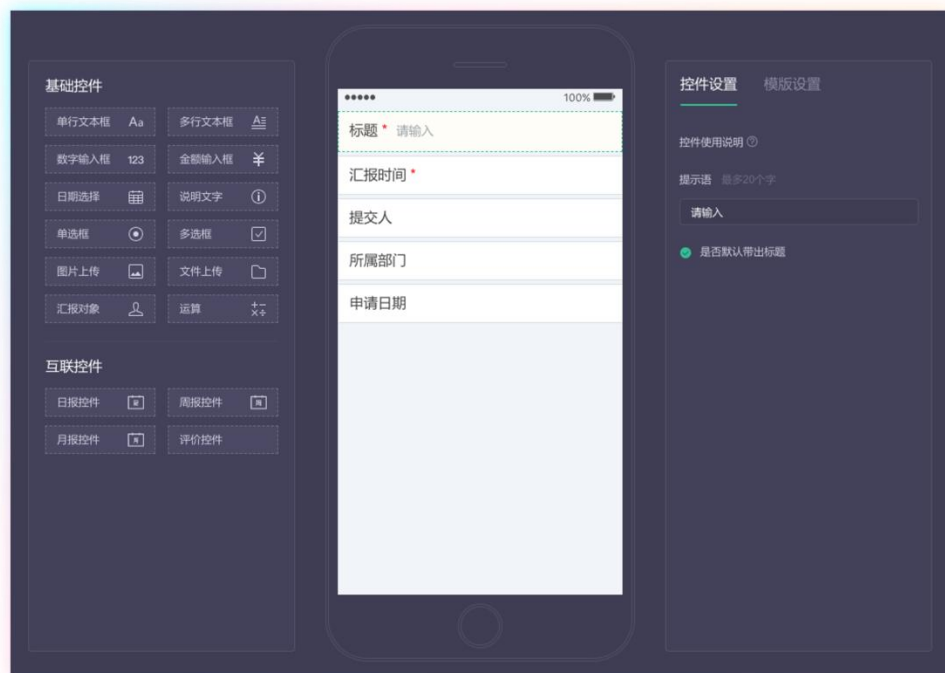 基础控件
单行文本框 Aa
多行文本框 A
数字输入框 123
金额输入框 ¥
日期选择
说明文字
单选框
多选框
图片上传
文件上传
汇报对象
运算
互联控件
日报控件
周报控件 周
月报控件 月
评价控件
100%
标题 * 请输入
汇报时间 *
提交人
所属部门
申请日期
控件设置 模版设置
控件使用说明 ?
提示语 最多20个字
请输入
是否默认带出标题